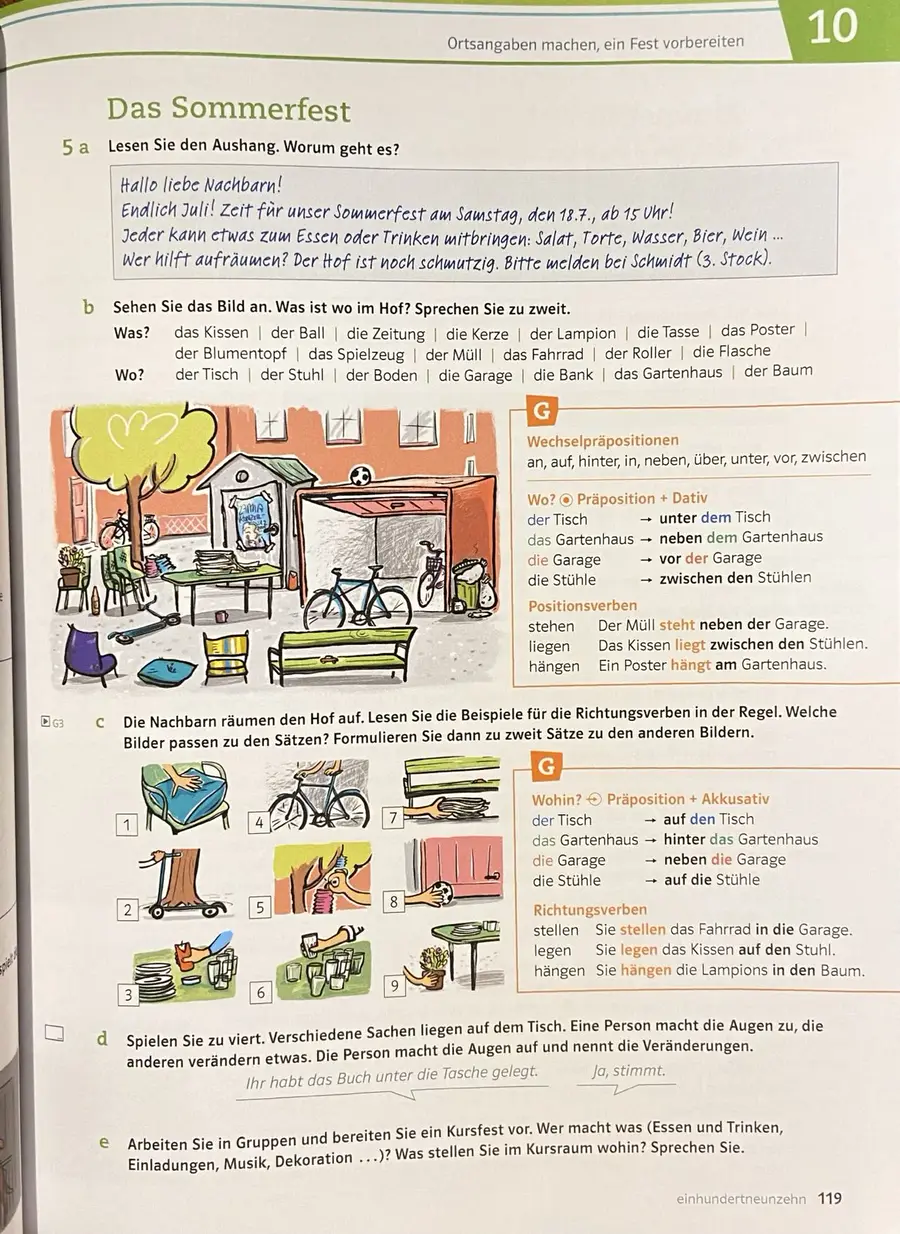 Ortsangaben machen, ein Fest vorbereiten
10
Das Sommerfest
5 a Lesen Sie den Aushang. Worum geht es?
Hallo liebe Nachbarn!
Endlich Juli! Zeit für unser Sommerfest am Samstag, den 18.7., ab 15 Uhr!
Jeder kann etwas zum Essen oder Trinken mitbringen: Salat, Torte, Wasser, Bier, Wein ...
Wer hilft aufräumen? Der Hof ist noch schmutzig. Bitte melden bei Schmidt (3. Stock).
b Sehen Sie das Bild an. Was ist wo im Hof? Sprechen Sie zu zweit.
Was? das Kissen | der Ball | die Zeitung | die Kerze | der Lampion | die Tasse | das Poster |
der Blumentopf | das Spielzeug | der Müll | das Fahrrad | der Roller | die Flasche
Wo? der Tisch | der Stuhl | der Boden | die Garage | die Bank | das Gartenhaus | der Baum
G
Wechselpräpositionen
an, auf, hinter, in, neben, über, unter, vor, zwischen
Wo? Präposition + Dativ
der Tisch → unter dem Tisch
das Gartenhaus → neben dem Gartenhaus
die Garage → vor der Garage
die Stühle → zwischen den Stühlen
Positionsverben
stehen Der Müll steht neben der Garage.
liegen Das Kissen liegt zwischen den Stühlen.
hängen Ein Poster hängt am Gartenhaus.
G3
c Die Nachbarn räumen den Hof auf. Lesen Sie die Beispiele für die Richtungsverben in der Regel. Welche
Bilder passen zu den Sätzen? Formulieren Sie dann zu zweit Sätze zu den anderen Bildern.
1 4 7
2 5 8
3 6 9
G
Wohin? Präposition + Akkusativ
der Tisch → auf den Tisch
das Gartenhaus → hinter das Gartenhaus
die Garage → neben die Garage
die Stühle → auf die Stühle
Richtungsverben
stellen Sie stellen das Fahrrad in die Garage.
legen Sie legen das Kissen auf den Stuhl.
hängen Sie hängen die Lampions in den Baum.
d Spielen Sie zu viert. Verschiedene Sachen liegen auf dem Tisch. Eine Person macht die Augen zu, die
anderen verändern etwas. Die Person macht die Augen auf und nennt die Veränderungen.
Ihr habt das Buch unter die Tasche gelegt. Ja, stimmt.
e Arbeiten Sie in Gruppen und bereiten Sie ein Kursfest vor. Wer macht was (Essen und Trinken,
Einladungen, Musik, Dekoration ...)? Was stellen Sie im Kursraum wohin? Sprechen Sie.
einhundertneunzehn 119